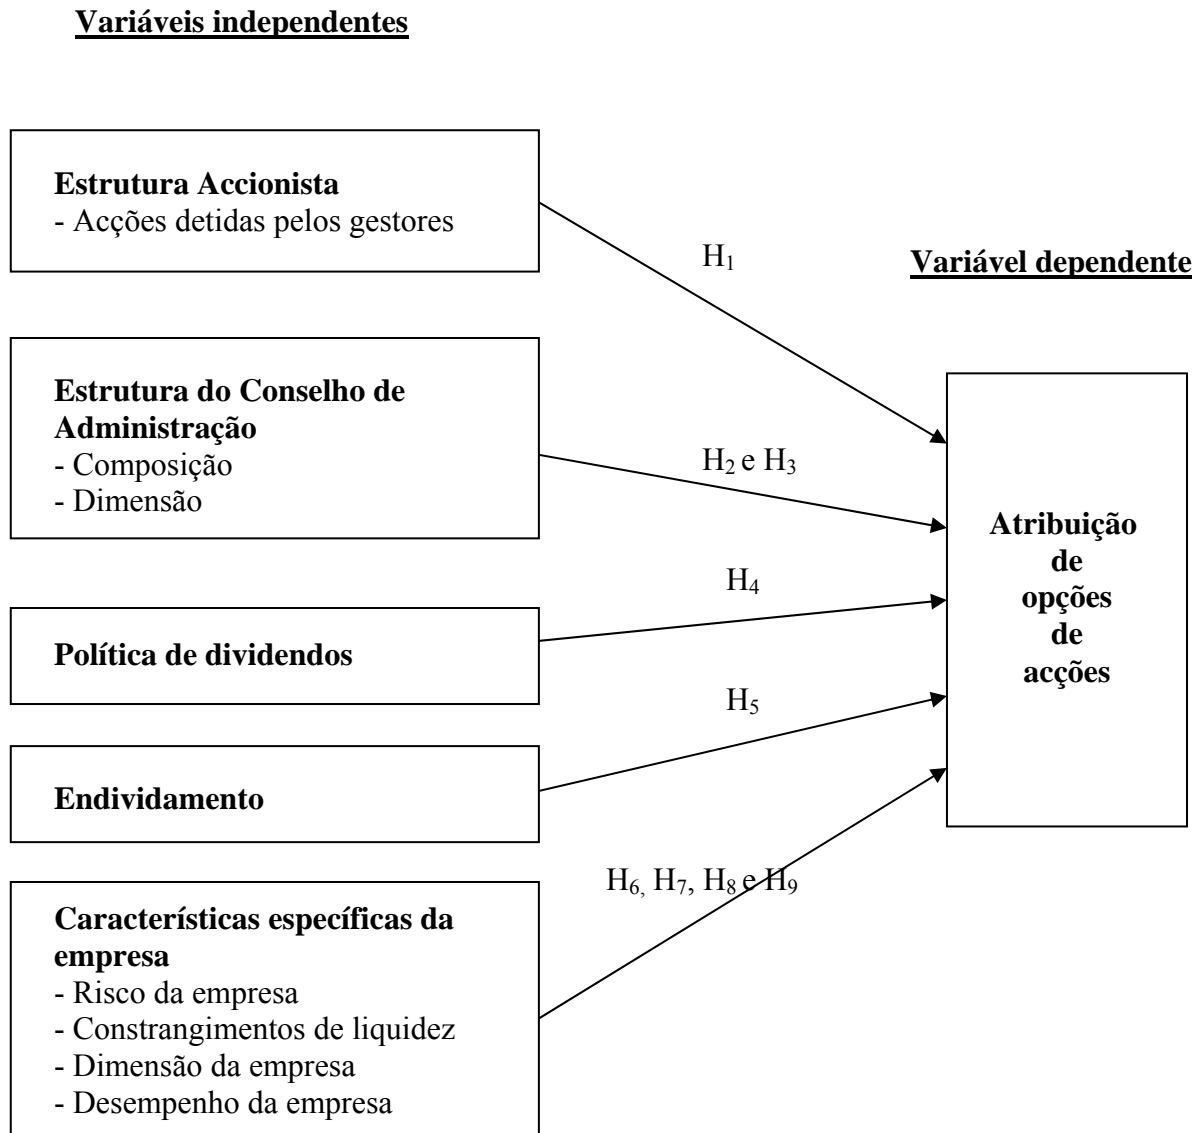 Variáveis independentes
Estrutura Accionista
- Acções detidas pelos gestores
H₁
Variável dependente
Estrutura do Conselho de
Administração
- Composição
- Dimensão
H₂ e H₃
Atribuição
de
opções
de
acções
H₄
Política de dividendos
H₅
Endividamento
H₆, H₇, H₈ e H₉
Características específicas da
empresa
- Risco da empresa
- Constrangimentos de liquidez
- Dimensão da empresa
- Desempenho da empresa